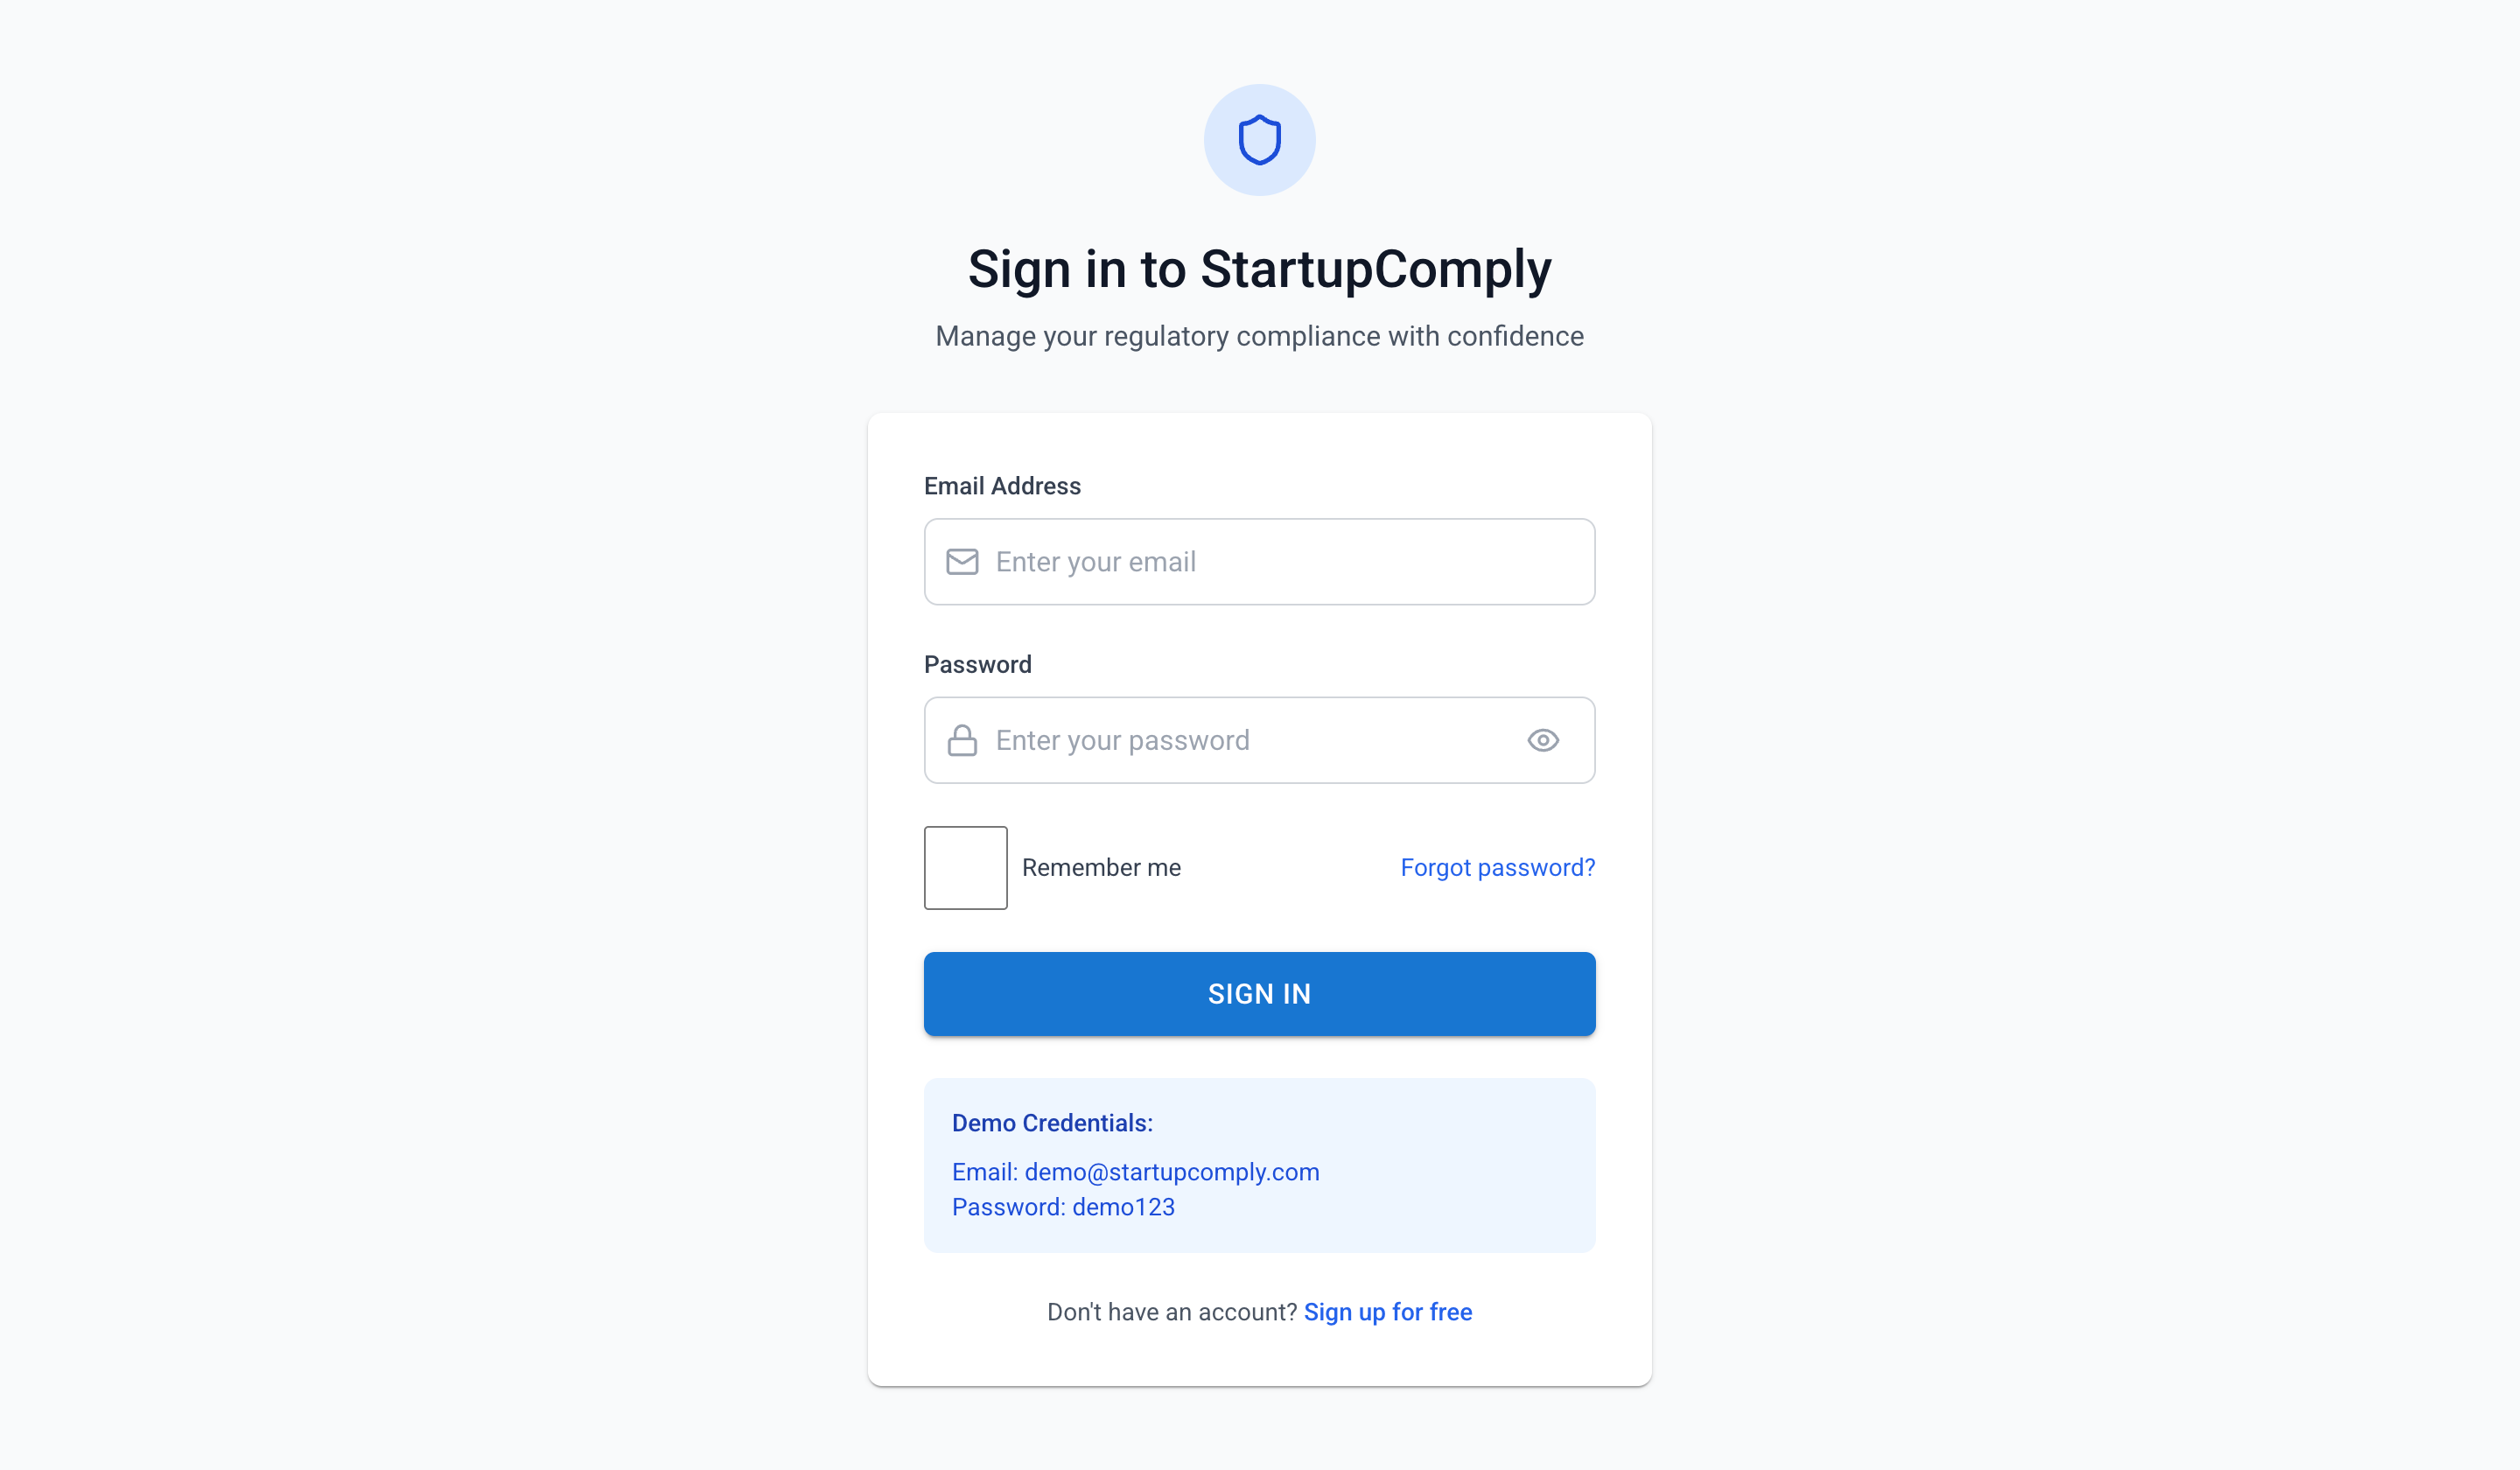 Sign in to StartupComply
Manage your regulatory compliance with confidence
Email Address
Enter your email
Password
Enter your password
Remember me
Forgot password?
SIGN IN
Demo Credentials:
Email: demo@startupcomply.com
Password: demo123
Don't have an account? Sign up for free